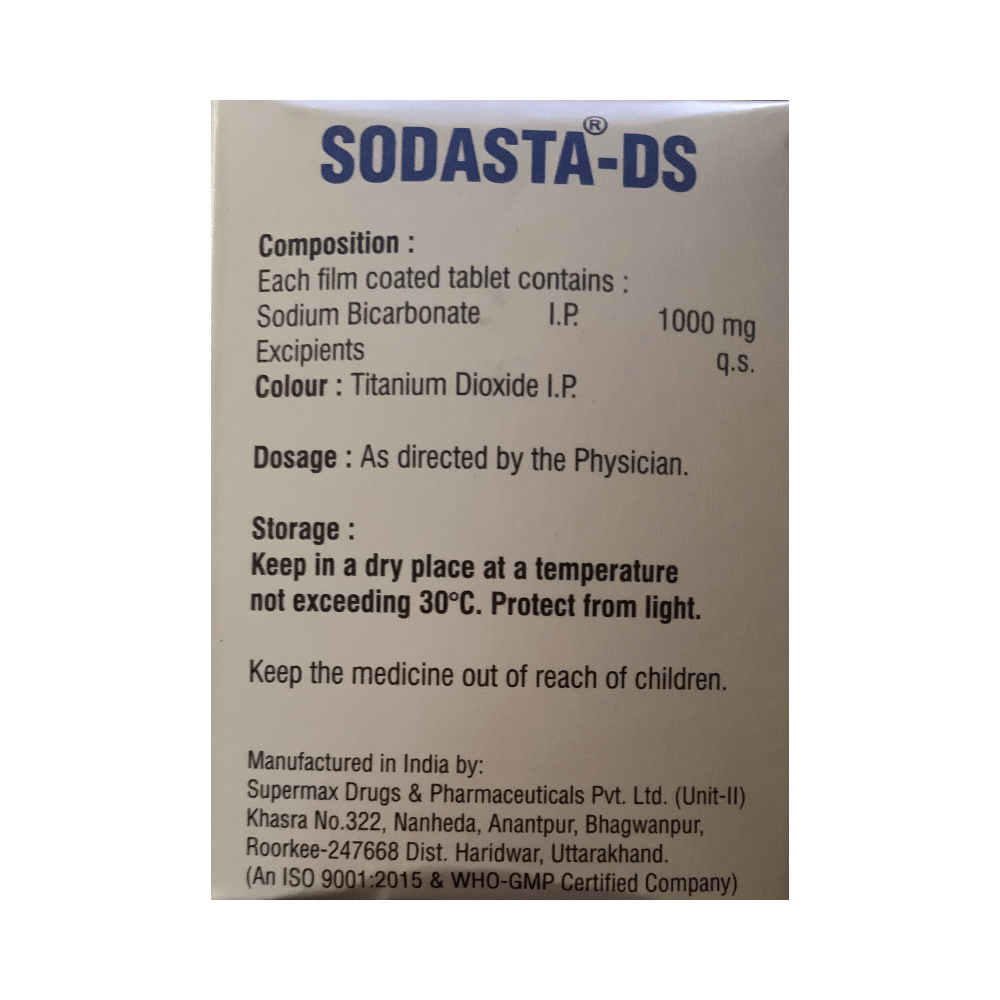 SODASTA®-DS
Composition :
Each film coated tablet contains :
Sodium Bicarbonate I.P. 1000 mg
Excipients q.s.
Colour : Titanium Dioxide I.P.
Dosage : As directed by the Physician.
Storage :
Keep in a dry place at a temperature
not exceeding 30°C. Protect from light.
Keep the medicine out of reach of children.
Manufactured in India by:
Supermax Drugs & Pharmaceuticals Pvt. Ltd. (Unit-II)
Khasra No.322, Nanheda, Anantpur, Bhagwanpur,
Roorkee-247668 Dist. Haridwar, Uttarakhand.
(An ISO 9001:2015 & WHO-GMP Certified Company)